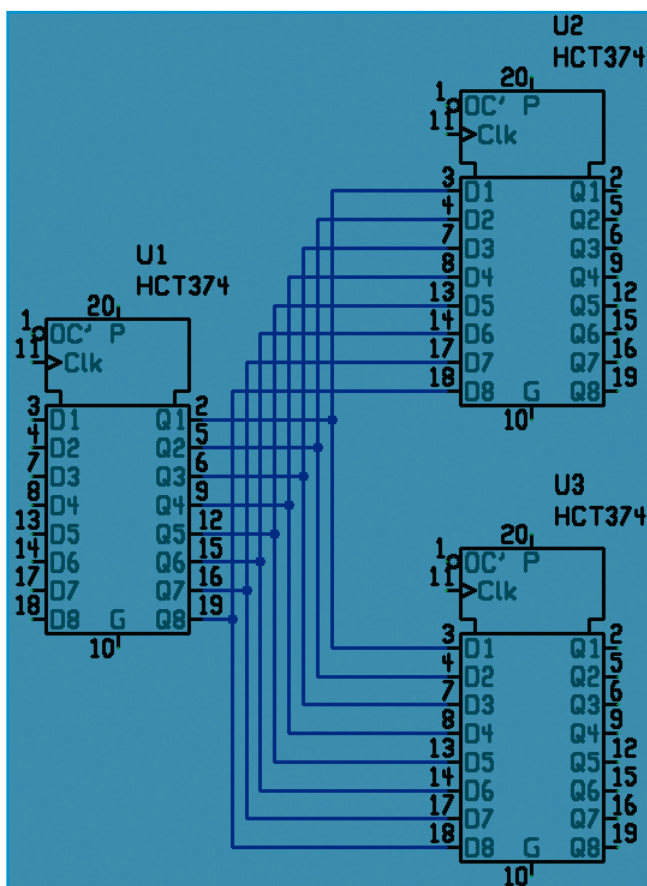 U2
HCT374
20
1 OC' P
11 Clk
3 D1 Q1 2
4 D2 Q2 5
7 D3 Q3 6
8 D4 Q4 9
13 D5 Q5 12
14 D6 Q6 15
17 D7 Q7 16
18 D8 G Q8 19
10
U1
HCT374
20
1 OC' P
11 Clk
3 D1 Q1 2
4 D2 Q2 5
7 D3 Q3 6
8 D4 Q4 9
13 D5 Q5 12
14 D6 Q6 15
17 D7 Q7 16
18 D8 G Q8 19
10
U3
HCT374
20
1 OC' P
11 Clk
3 D1 Q1 2
4 D2 Q2 5
7 D3 Q3 6
8 D4 Q4 9
13 D5 Q5 12
14 D6 Q6 15
17 D7 Q7 16
18 D8 G Q8 19
10